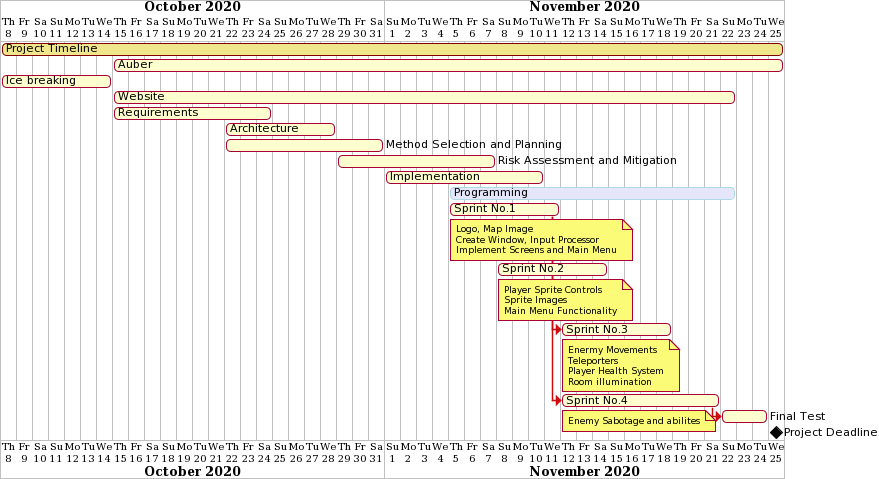 October 2020 November 2020
Th Fr Sa Su Mo Tu We Th Fr Sa Su Mo Tu We Th Fr Sa Su Mo Tu We Th Fr Sa Su Mo Tu We Th Fr Sa Su Mo Tu We Th Fr Sa Su Mo Tu We Th Fr Sa Su Mo Tu We
8 9 10 11 12 13 14 15 16 17 18 19 20 21 22 23 24 25 26 27 28 29 30 31 1 2 3 4 5 6 7 8 9 10 11 12 13 14 15 16 17 18 19 20 21 22 23 24 25
Project Timeline
Auber
Ice breaking
Website
Requirements
Architecture
Method Selection and Planning
Risk Assessment and Mitigation
Implementation
Programming
Sprint No.1
Logo, Map Image
Create Window, Input Processor
Implement Screens and Main Menu
Sprint No.2
Player Sprite Controls
Sprite Images
Main Menu Functionality
Sprint No.3
Enermy Movements
Teleporters
Player Health System
Room illumination
Sprint No.4
Enemy Sabotage and abilites
Final Test
Project Deadline
Th Fr Sa Su Mo Tu We Th Fr Sa Su Mo Tu We Th Fr Sa Su Mo Tu We Th Fr Sa Su Mo Tu We Th Fr Sa Su Mo Tu We Th Fr Sa Su Mo Tu We Th Fr Sa Su Mo Tu We
8 9 10 11 12 13 14 15 16 17 18 19 20 21 22 23 24 25 26 27 28 29 30 31 1 2 3 4 5 6 7 8 9 10 11 12 13 14 15 16 17 18 19 20 21 22 23 24 25
October 2020 November 2020